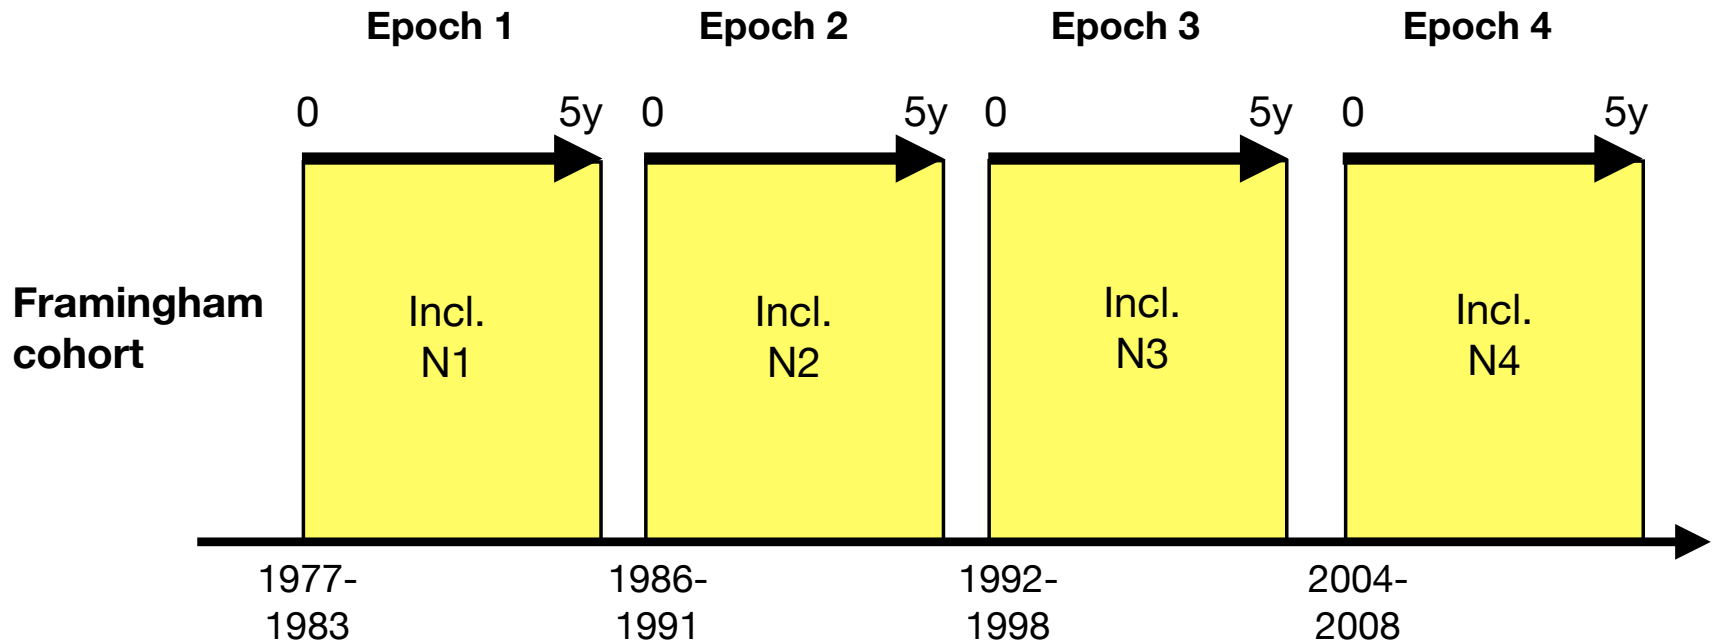 Epoch 1 Epoch 2 Epoch 3 Epoch 4
0 5y 0 5y 0 5y 0 5y
Framingham
cohort
Incl.
N1
Incl.
N2
Incl.
N3
Incl.
N4
1977-
1983
1986-
1991
1992-
1998
2004-
2008